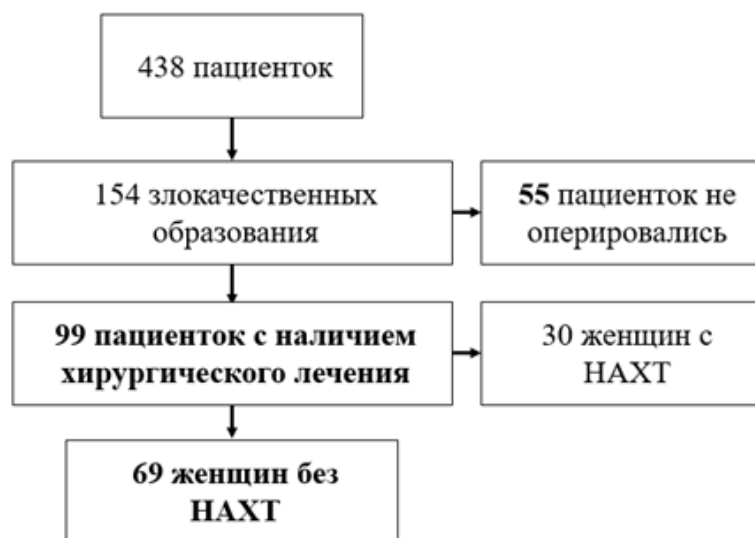 438 пациенток
154 злокачественных
образования
55 пациенток не
оперировались
99 пациенток с наличием
хирургического лечения
30 женщин с
НАХТ
69 женщин без
НАХТ